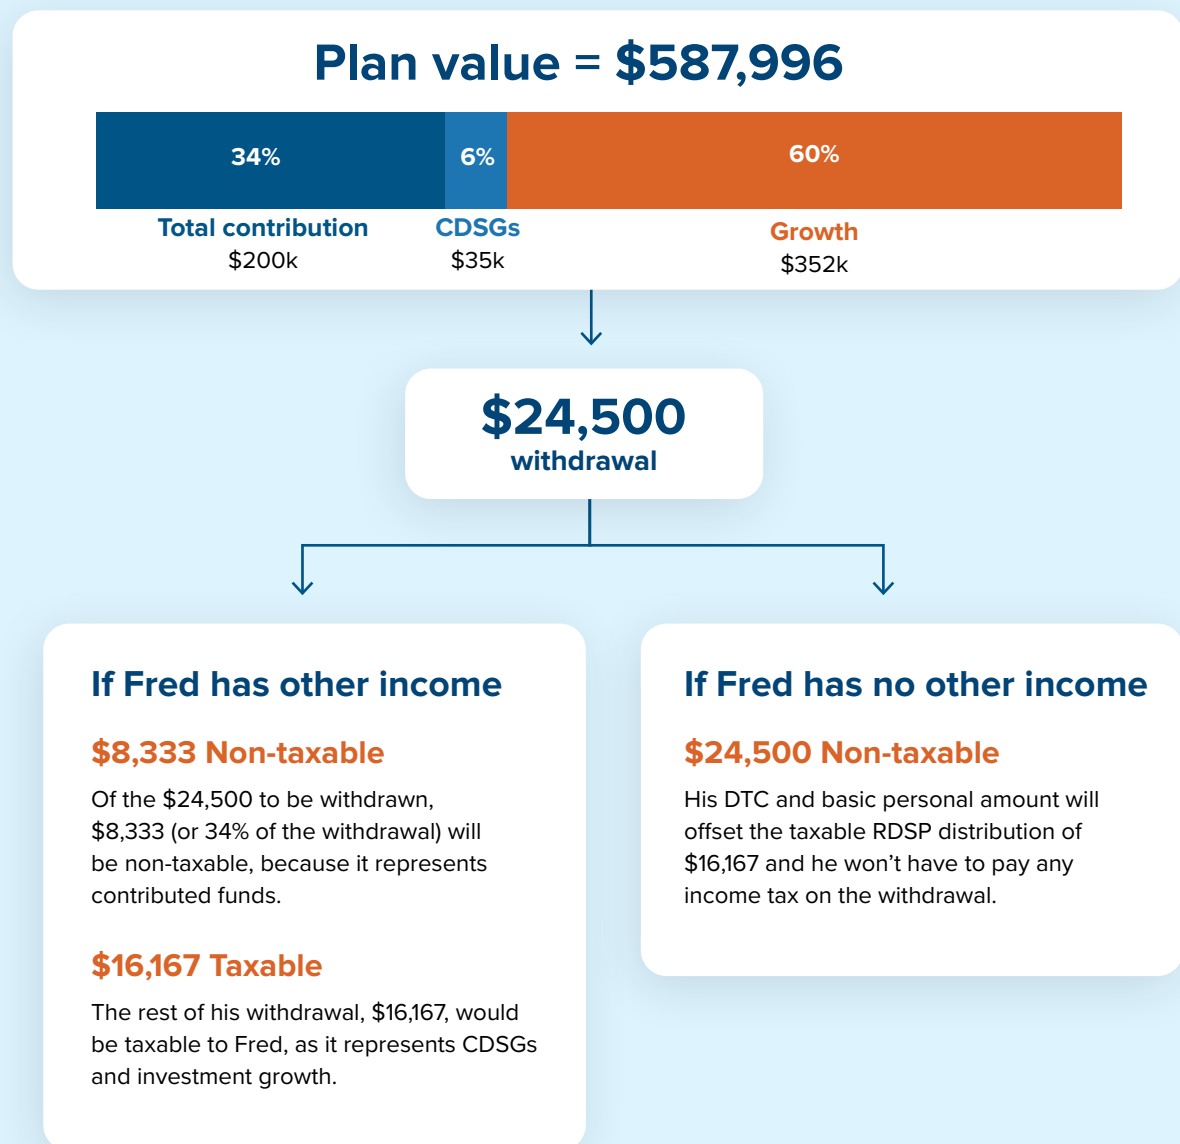 Plan value = $587,996
34%
6%
60%
Total contribution
$200k
CDSGs
$35k
Growth
$352k
$24,500
withdrawal
If Fred has other income
$8,333 Non-taxable
Of the $24,500 to be withdrawn,
$8,333 (or 34% of the withdrawal) will
be non-taxable, because it represents
contributed funds.
$16,167 Taxable
The rest of his withdrawal, $16,167, would
be taxable to Fred, as it represents CDSGs
and investment growth.
If Fred has no other income
$24,500 Non-taxable
His DTC and basic personal amount will
offset the taxable RDSP distribution of
$16,167 and he won’t have to pay any
income tax on the withdrawal.